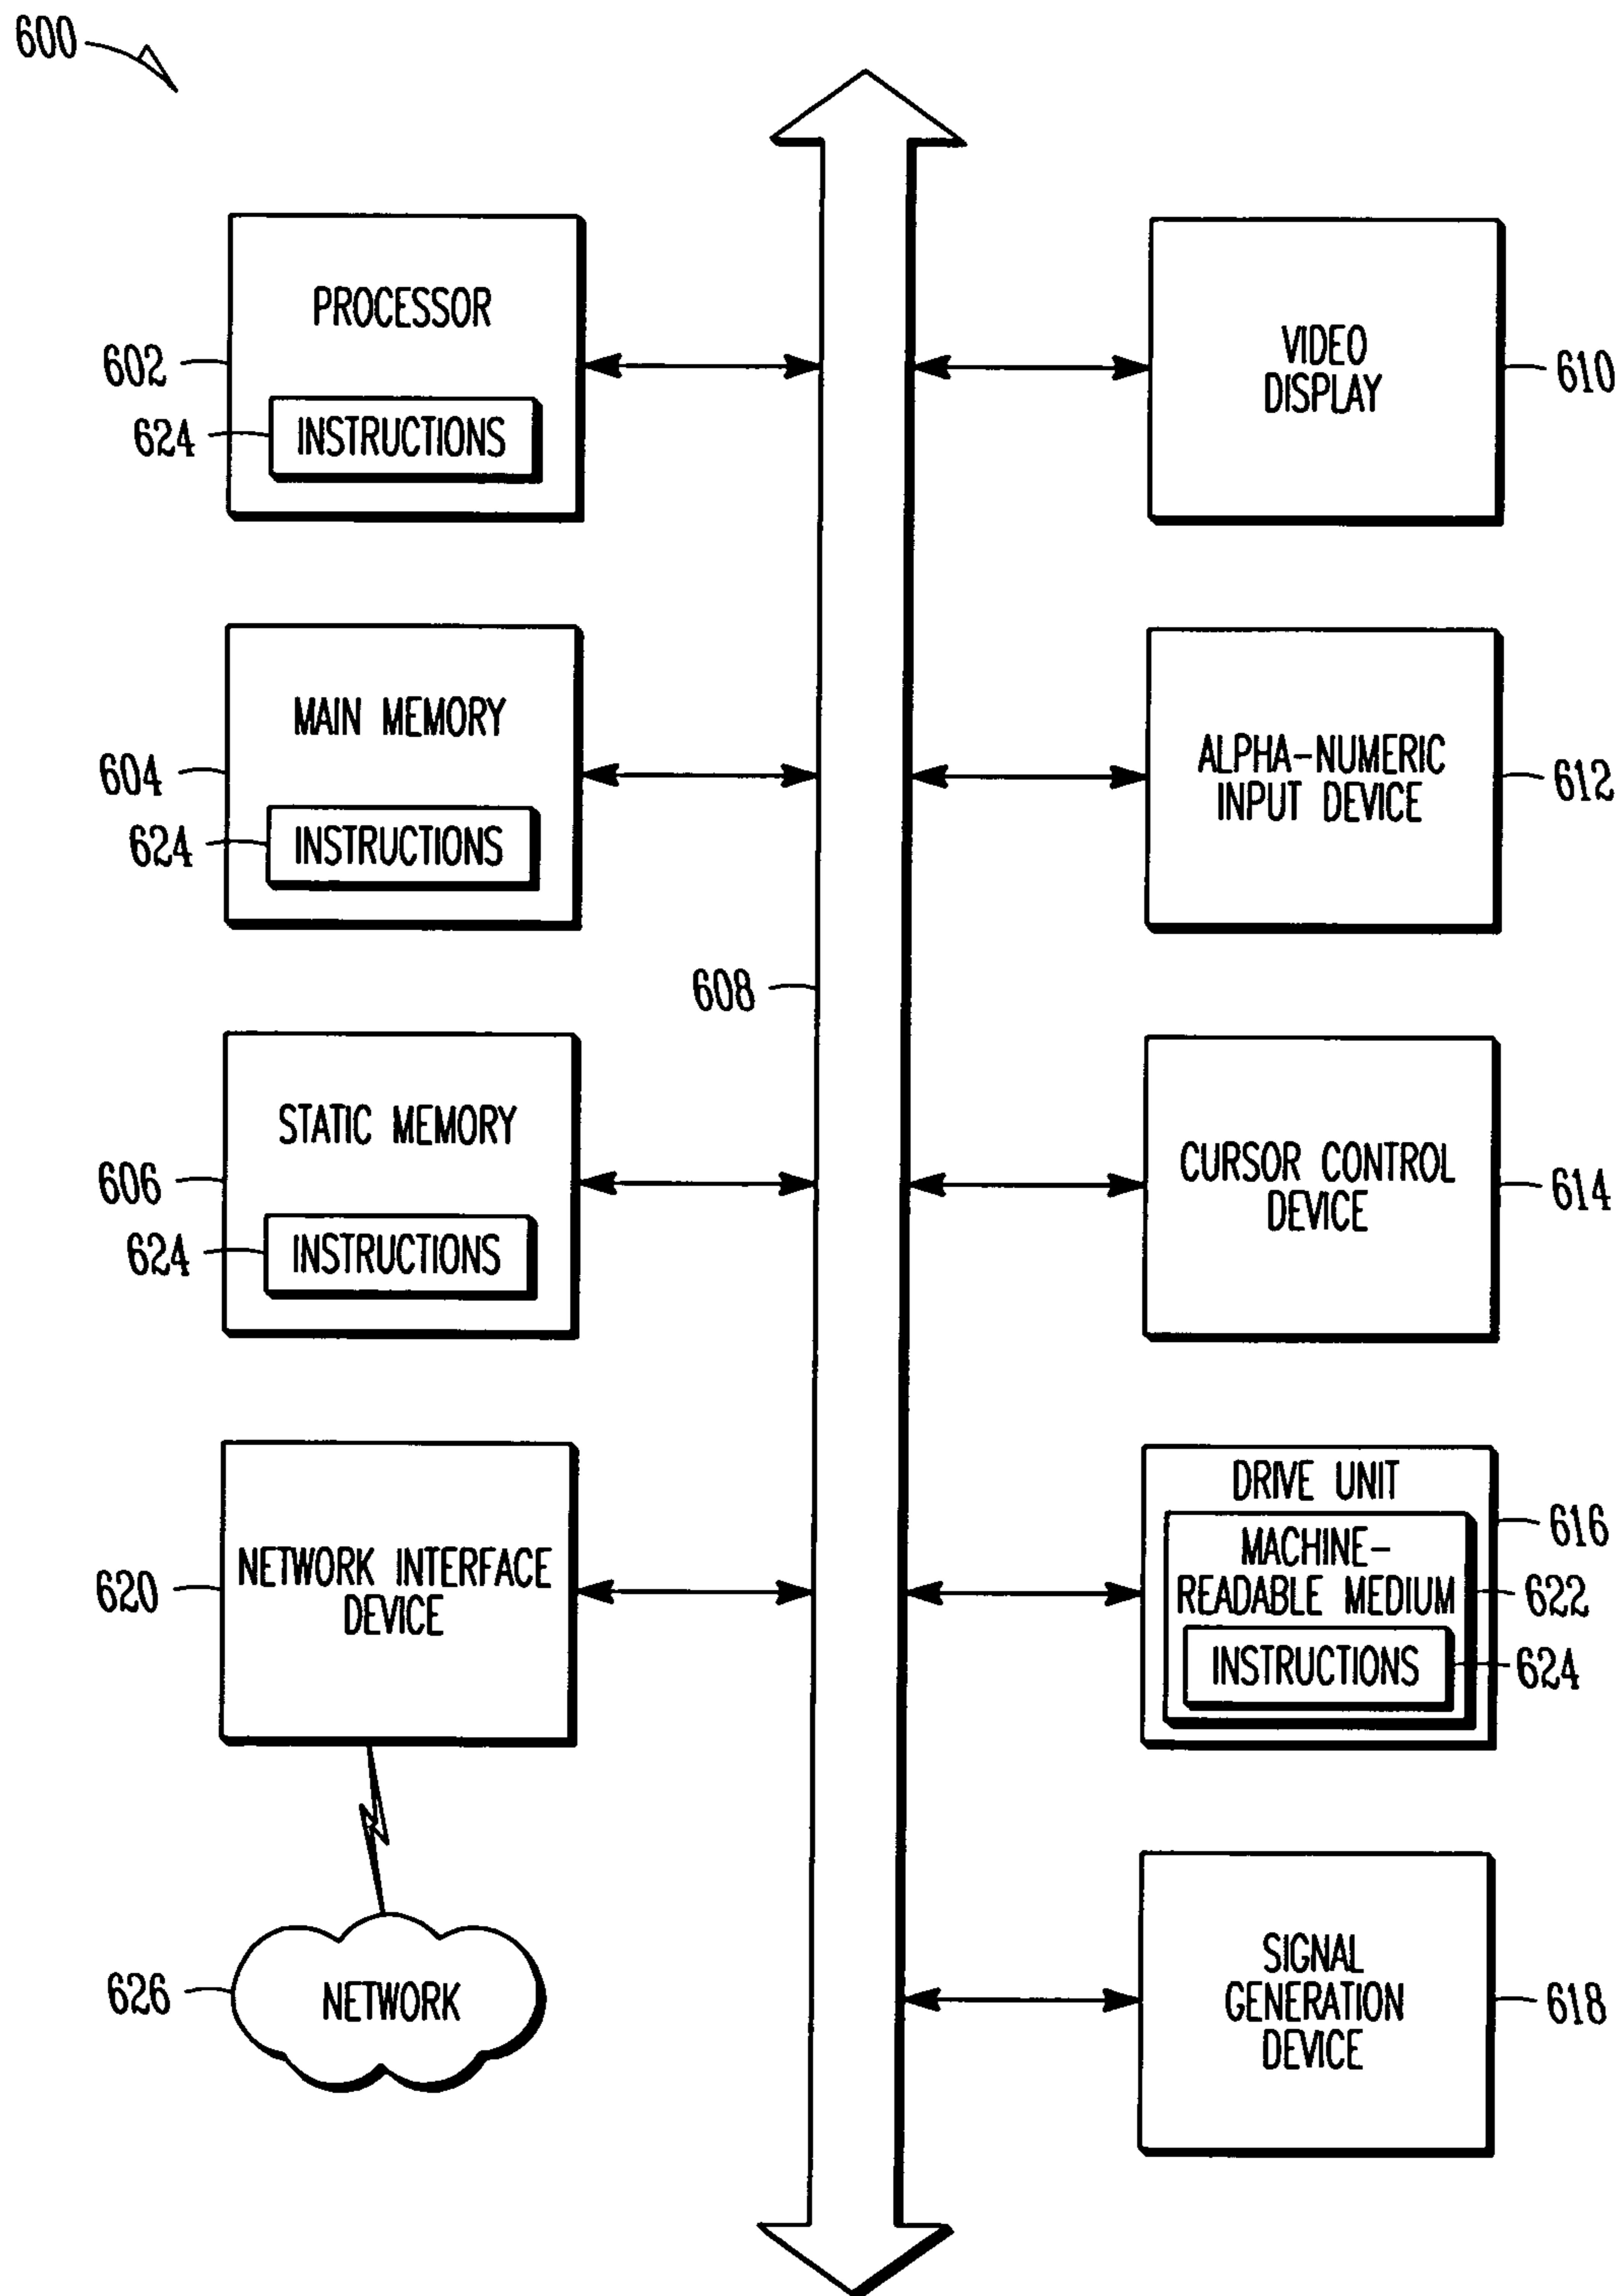 600
PROCESSOR
602
624
INSTRUCTIONS
MAIN MEMORY
604
624
INSTRUCTIONS
608
STATIC MEMORY
606
624
INSTRUCTIONS
NETWORK INTERFACE
DEVICE
620
626
NETWORK
VIDEO
DISPLAY
610
ALPHA-NUMERIC
INPUT DEVICE
612
CURSOR CONTROL
DEVICE
614
DRIVE UNIT
616
MACHINE-
READABLE MEDIUM
622
INSTRUCTIONS
624
SIGNAL
GENERATION
DEVICE
618